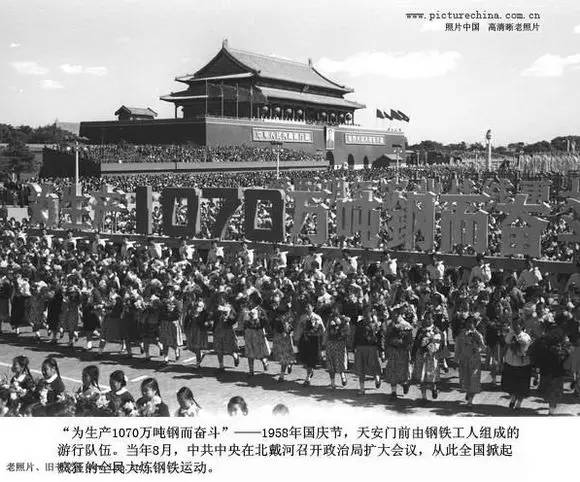 www.picturechina.com.cn
照片中国 高清晰老照片
为生产1070万吨钢而奋
“为生产1070万吨钢而奋斗”——1958年国庆节，天安门前由钢铁工人组成的
游行队伍。当年8月，中共中央在北戴河召开政治局扩大会议，从此全国掀起
疯狂的全民大炼钢铁运动。
老照片、旧书